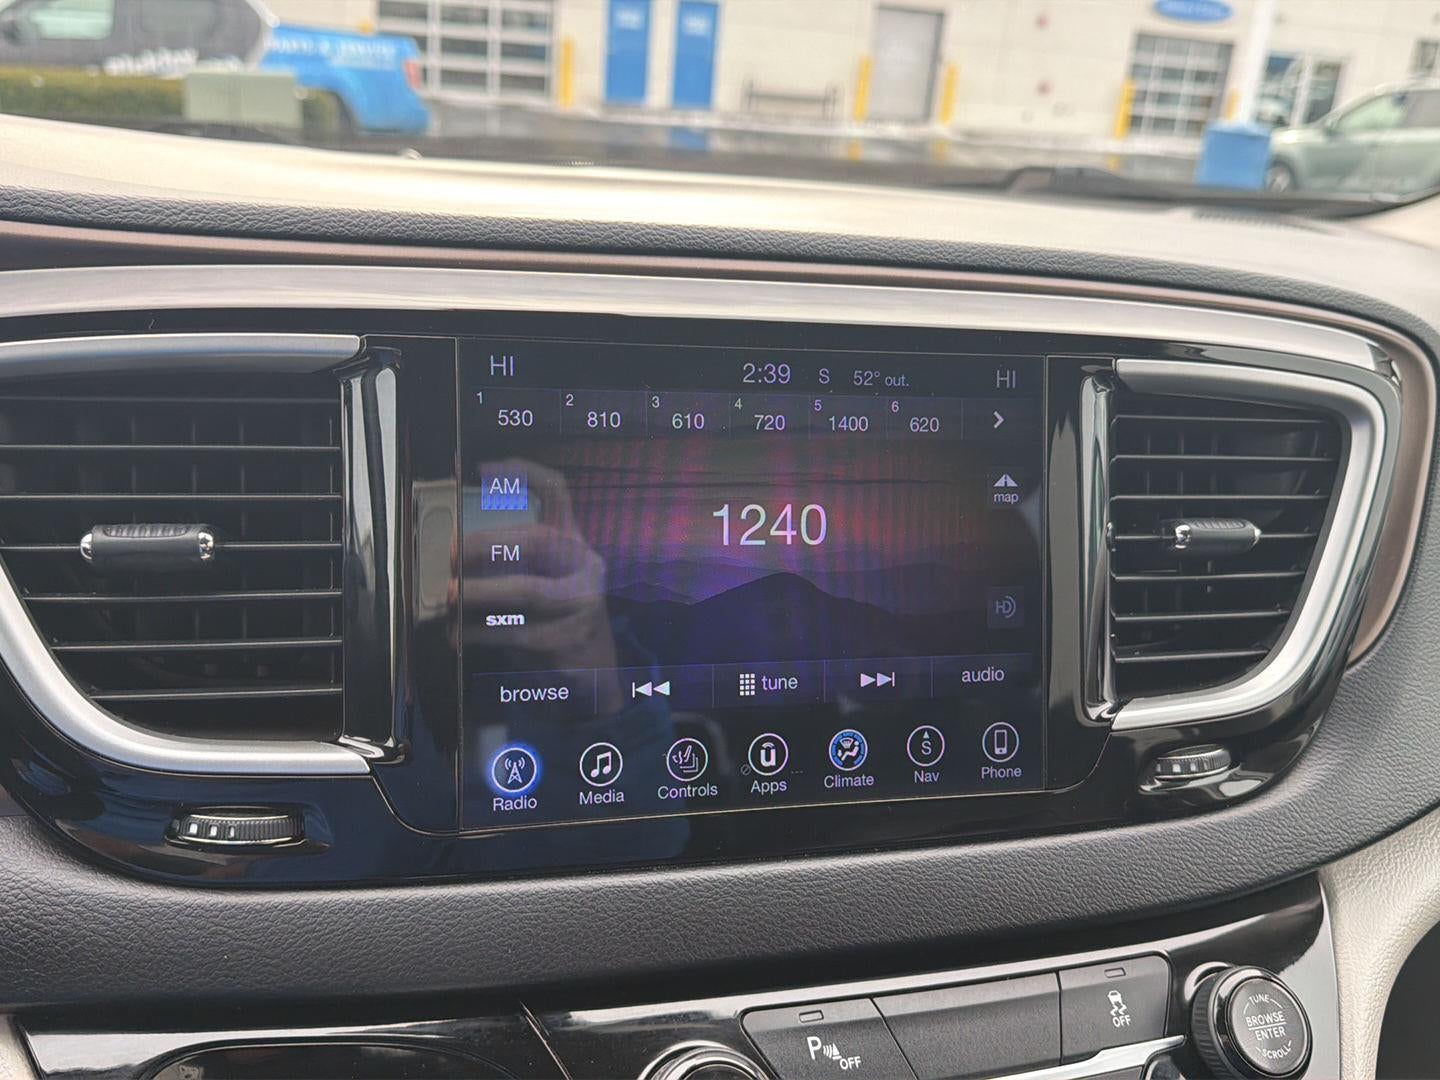 HI 2:39 S 52° out. HI
1 530 2 810 3 610 4 720 5 1400 6 620
AM
map
1240
FM
HD
sxm
browse tune audio
Radio Media Controls Apps Climate Nav Phone
S
P OFF
OFF
TUNE
BROWSE
ENTER
SCROLL